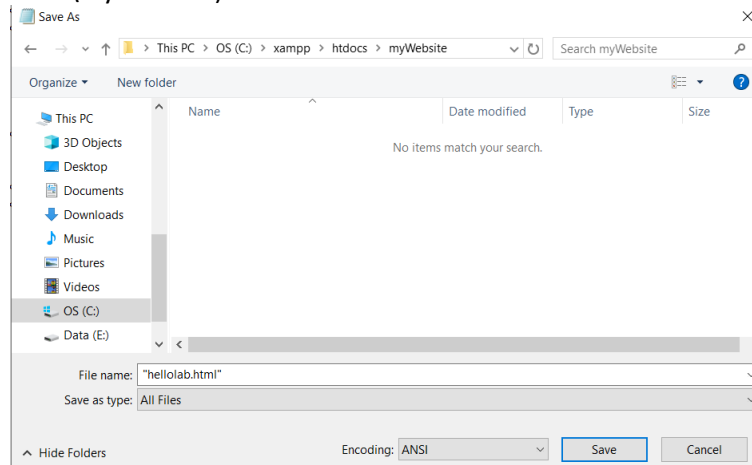 Save As
This PC > OS (C:) > xampp > htdocs > myWebsite
Search myWebsite
Organize
New folder
Name
Date modified
Type
Size
No items match your search.
This PC
3D Objects
Desktop
Documents
Downloads
Music
Pictures
Videos
OS (C:)
Data (E:)
File name: "hellolab.html"
Save as type: All Files
Hide Folders
Encoding: ANSI
Save
Cancel